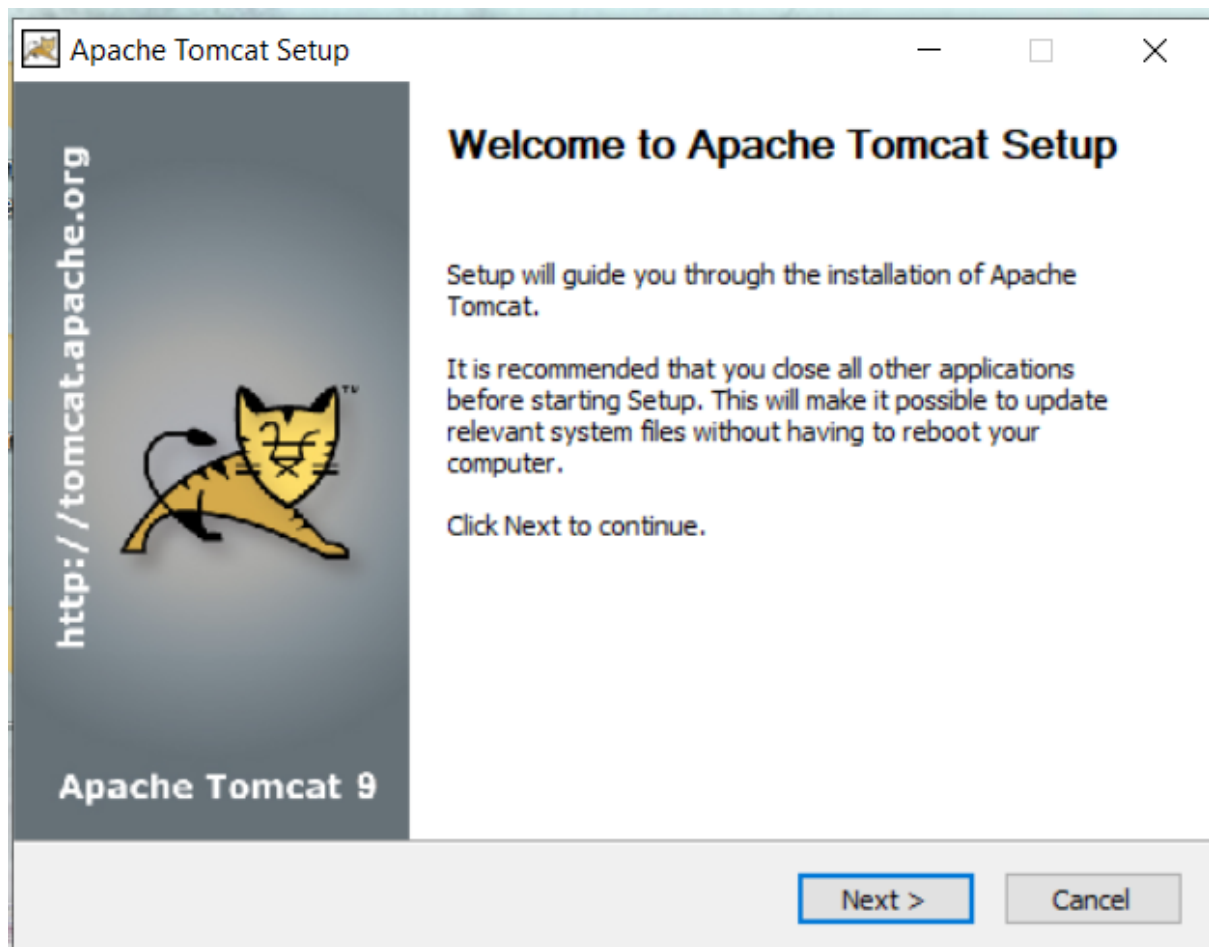 Apache Tomcat Setup
http://tomcat.apache.org
TM
Apache Tomcat 9
Welcome to Apache Tomcat Setup
Setup will guide you through the installation of Apache
Tomcat.
It is recommended that you close all other applications
before starting Setup. This will make it possible to update
relevant system files without having to reboot your
computer.
Click Next to continue.
Next >
Cancel